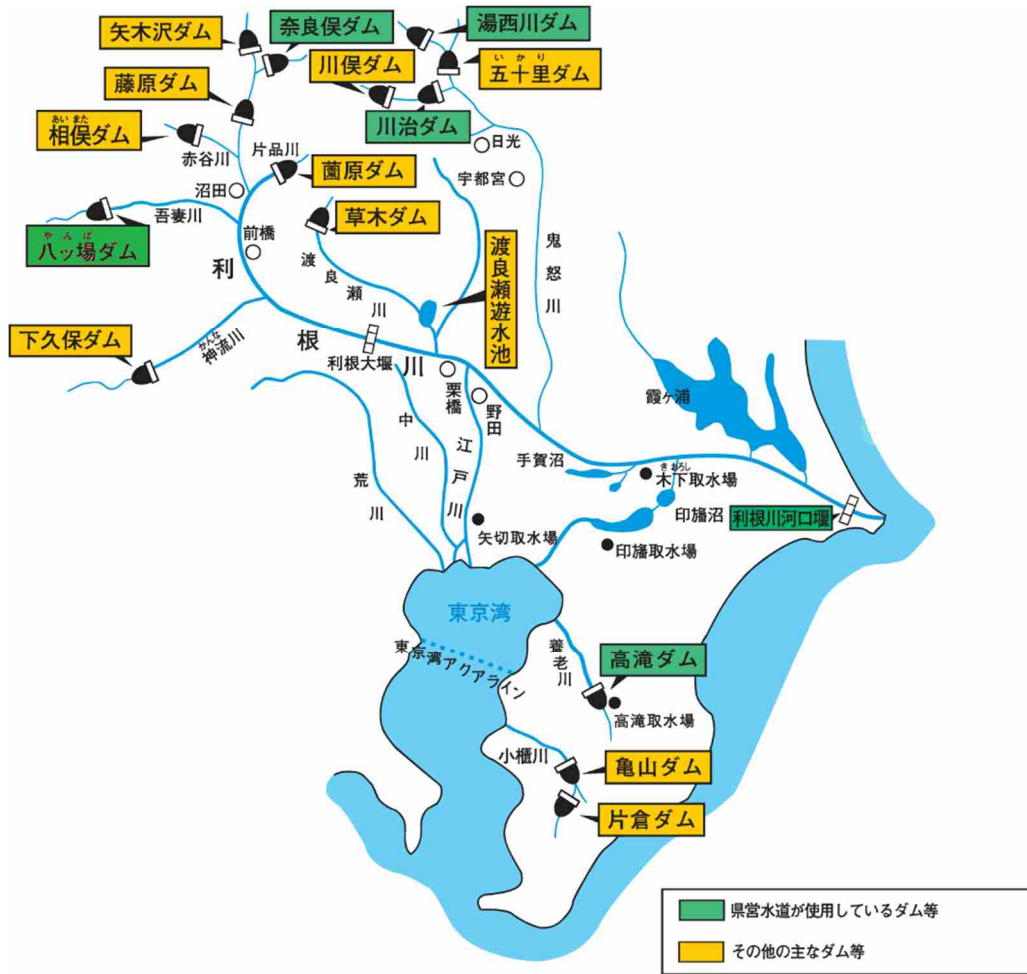 矢木沢ダム
奈良俣ダム
湯西川ダム
藤原ダム
川俣ダム
いかり
五十里ダム
あいまた
相俣ダム
川治ダム
赤谷川
片品川
日光
薗原ダム
宇都宮
沼田
吾妻川
草木ダム
やんば
八ッ場ダム
前橋
渡良瀬川
渡良瀬遊水池
鬼怒川
利根川
下久保ダム
かんな
神流川
利根大堰
栗橋
野田
霞ヶ浦
中川
江戸川
荒川
手賀沼
きおろし
木下取水場
印旛沼
利根川河口堰
矢切取水場
印旛取水場
東京湾
東京湾アクアライン
養老川
高滝ダム
高滝取水場
小櫃川
亀山ダム
片倉ダム
県営水道が使用しているダム等
その他の主なダム等